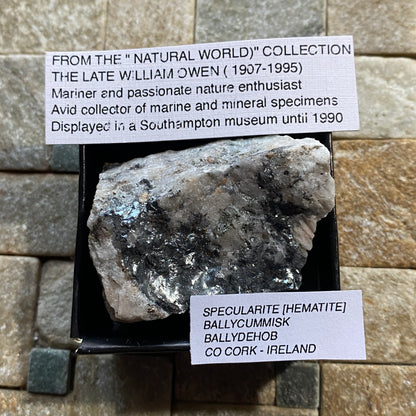 FROM THE " NATURAL WORLD)" COLLECTION
THE LATE WILLIAM OWEN ( 1907-1995)
Mariner and passionate nature enthusiast
Avid collector of marine and mineral specimens
Displayed in a Southampton museum until 1990
SPECULARITE [HEMATITE]
BALLYCUMMISK
BALLYDEHOB
CO CORK - IRELAND